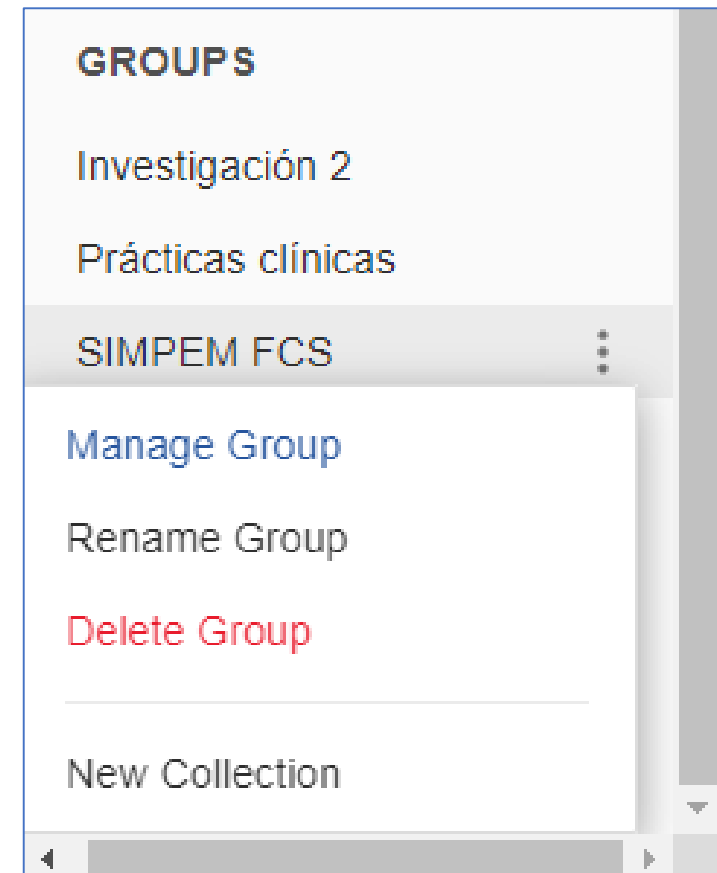 GROUPS
Investigación 2
Prácticas clínicas
SIMPEM FCS
Manage Group
Rename Group
Delete Group
New Collection